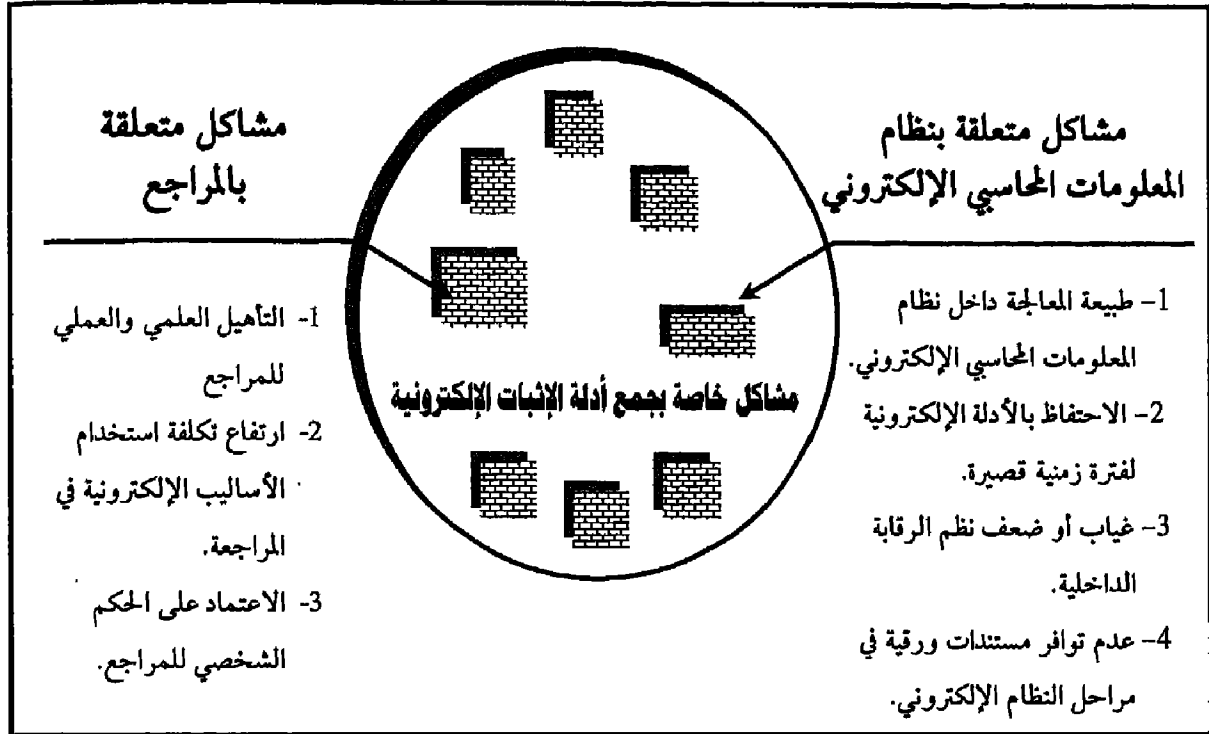 مشاكل متعلقة بنظام
المعلومات المحاسبي الإلكتروني
1– طبيعة المعالجة داخل نظام
المعلومات المحاسبي الإلكتروني.
2– الاحتفاظ بالأدلة الإلكترونية
لفترة زمنية قصيرة.
3– غياب أو ضعف نظم الرقابة
الداخلية.
4– عدم توافر مستندات ورقية في
مراحل النظام الإلكتروني.
مشاكل خاصة بجمع أدلة الإثبات الإلكترونية
مشاكل متعلقة
بالمراجع
1- التأهيل العلمي والعملي
للمراجع
2- ارتفاع تكلفة استخدام
الأساليب الإلكترونية في
المراجعة.
3- الاعتماد على الحكم
الشخصي للمراجع.